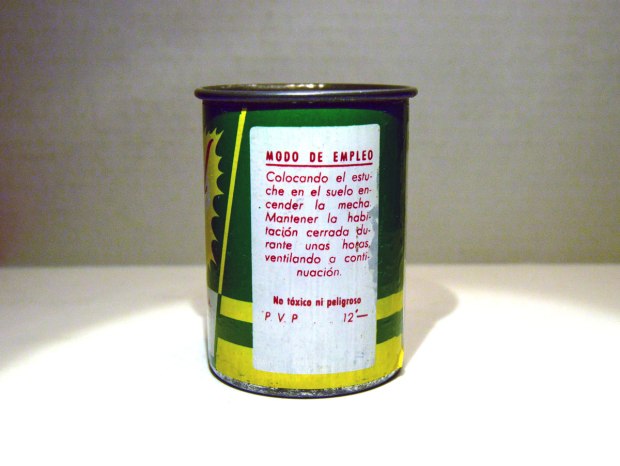 MODO DE EMPLEO
Colocando el estu-
che en el suelo en-
cender la mecha.
Mantener la habi-
tación cerrada du-
rante unas horas,
ventilando a conti-
nuación.
No tóxico ni peligroso
P. V. P 12'—